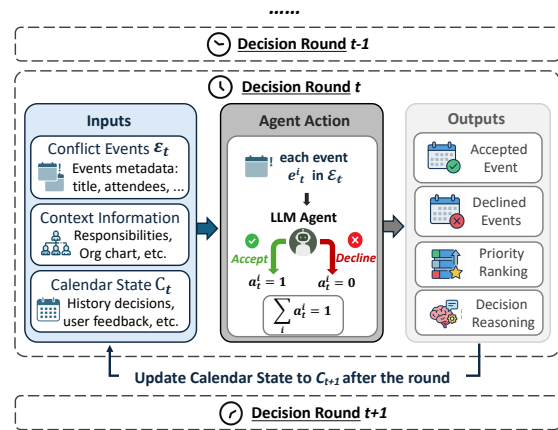 ......
Decision Round t-1
Decision Round t
Inputs
Conflict Events ℰₜ
Events metadata:
title, attendees, ...
Context Information
Responsibilities,
Org chart, etc.
Calendar State Cₜ
History decisions,
user feedback, etc.
Agent Action
each event
eⁱₜ in ℰₜ
LLM Agent
Accept
Decline
aⁱₜ = 1
aⁱₜ = 0
∑ᵢ aⁱₜ = 1
Outputs
Accepted
Event
Declined
Events
Priority
Ranking
Decision
Reasoning
Update Calendar State to Cₜ₊₁ after the round
Decision Round t+1